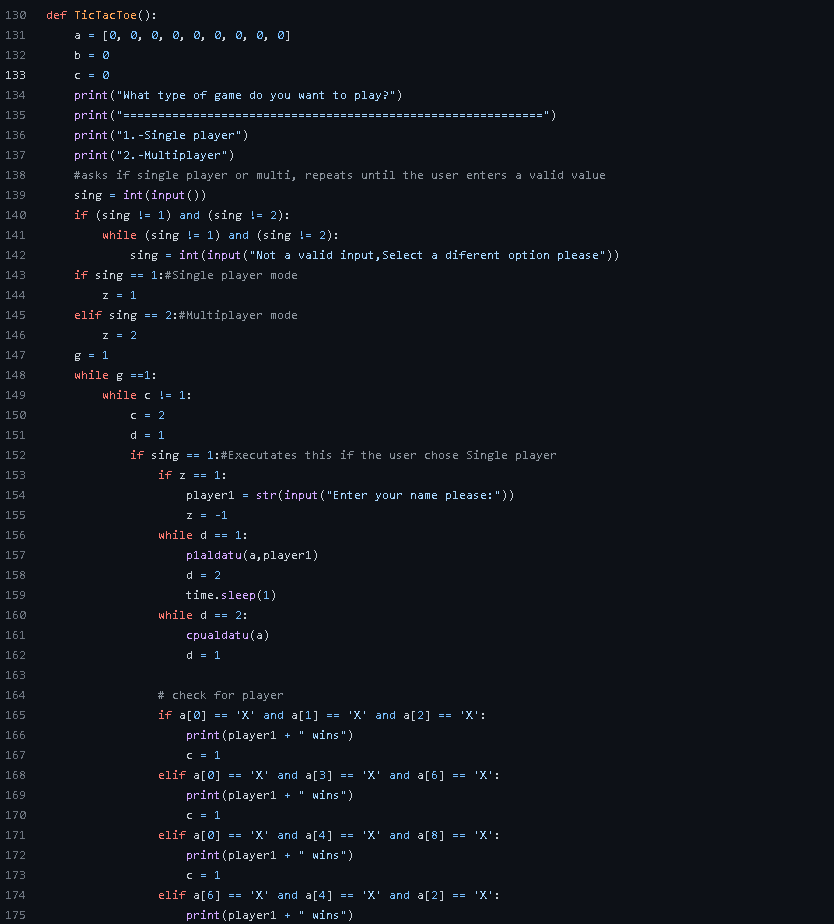 130 def TicTacToe():
131 a = [0, 0, 0, 0, 0, 0, 0, 0, 0]
132 b = 0
133 c = 0
134 print("What type of game do you want to play?")
135 print("============================================================")
136 print("1.-Single player")
137 print("2.-Multiplayer")
138 #asks if single player or multi, repeats until the user enters a valid value
139 sing = int(input())
140 if (sing != 1) and (sing != 2):
141 while (sing != 1) and (sing != 2):
142 sing = int(input("Not a valid input,Select a diferent option please"))
143 if sing == 1:#Single player mode
144 z = 1
145 elif sing == 2:#Multiplayer mode
146 z = 2
147 g = 1
148 while g ==1:
149 while c != 1:
150 c = 2
151 d = 1
152 if sing == 1:#Executates this if the user chose Single player
153 if z == 1:
154 player1 = str(input("Enter your name please:"))
155 z = -1
156 while d == 1:
157 p1aldatu(a,player1)
158 d = 2
159 time.sleep(1)
160 while d == 2:
161 cpualdatu(a)
162 d = 1
163
164 # check for player
165 if a[0] == 'X' and a[1] == 'X' and a[2] == 'X':
166 print(player1 + " wins")
167 c = 1
168 elif a[0] == 'X' and a[3] == 'X' and a[6] == 'X':
169 print(player1 + " wins")
170 c = 1
171 elif a[0] == 'X' and a[4] == 'X' and a[8] == 'X':
172 print(player1 + " wins")
173 c = 1
174 elif a[6] == 'X' and a[4] == 'X' and a[2] == 'X':
175 print(player1 + " wins")